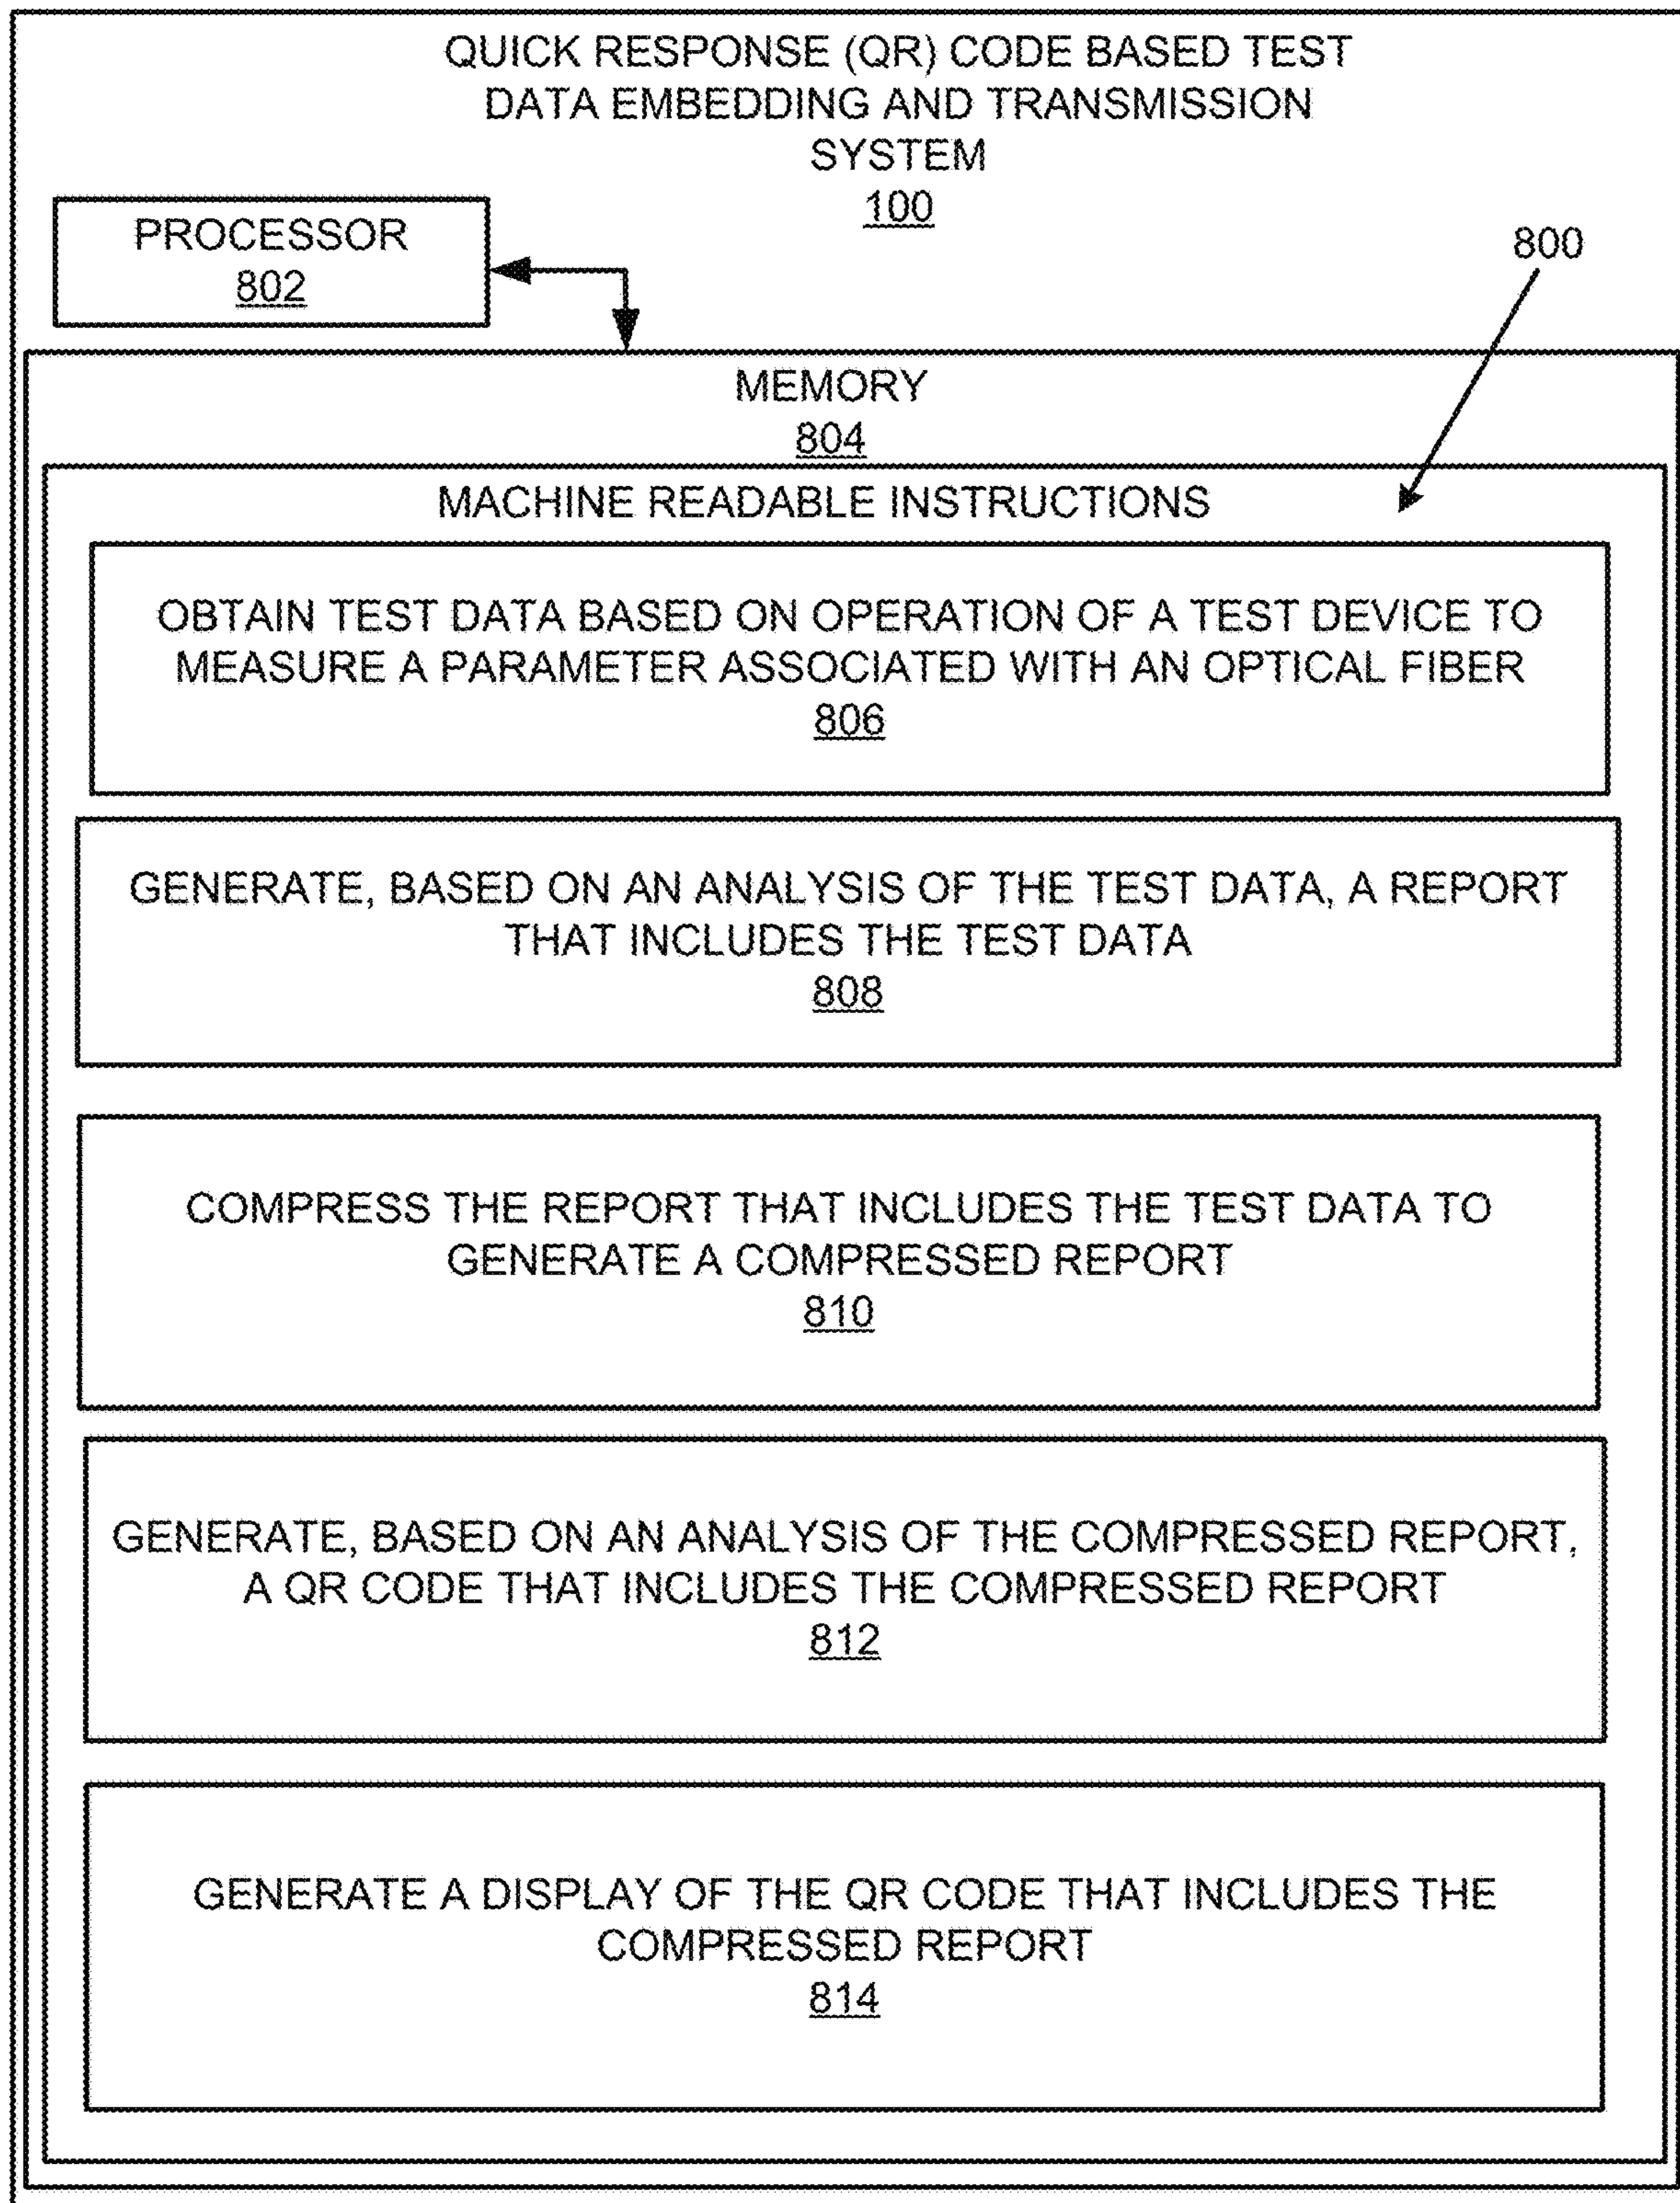 QUICK RESPONSE (QR) CODE BASED TEST
DATA EMBEDDING AND TRANSMISSION
SYSTEM
100
PROCESSOR
802
800
MEMORY
804
MACHINE READABLE INSTRUCTIONS
OBTAIN TEST DATA BASED ON OPERATION OF A TEST DEVICE TO
MEASURE A PARAMETER ASSOCIATED WITH AN OPTICAL FIBER
806
GENERATE, BASED ON AN ANALYSIS OF THE TEST DATA, A REPORT
THAT INCLUDES THE TEST DATA
808
COMPRESS THE REPORT THAT INCLUDES THE TEST DATA TO
GENERATE A COMPRESSED REPORT
810
GENERATE, BASED ON AN ANALYSIS OF THE COMPRESSED REPORT,
A QR CODE THAT INCLUDES THE COMPRESSED REPORT
812
GENERATE A DISPLAY OF THE QR CODE THAT INCLUDES THE
COMPRESSED REPORT
814